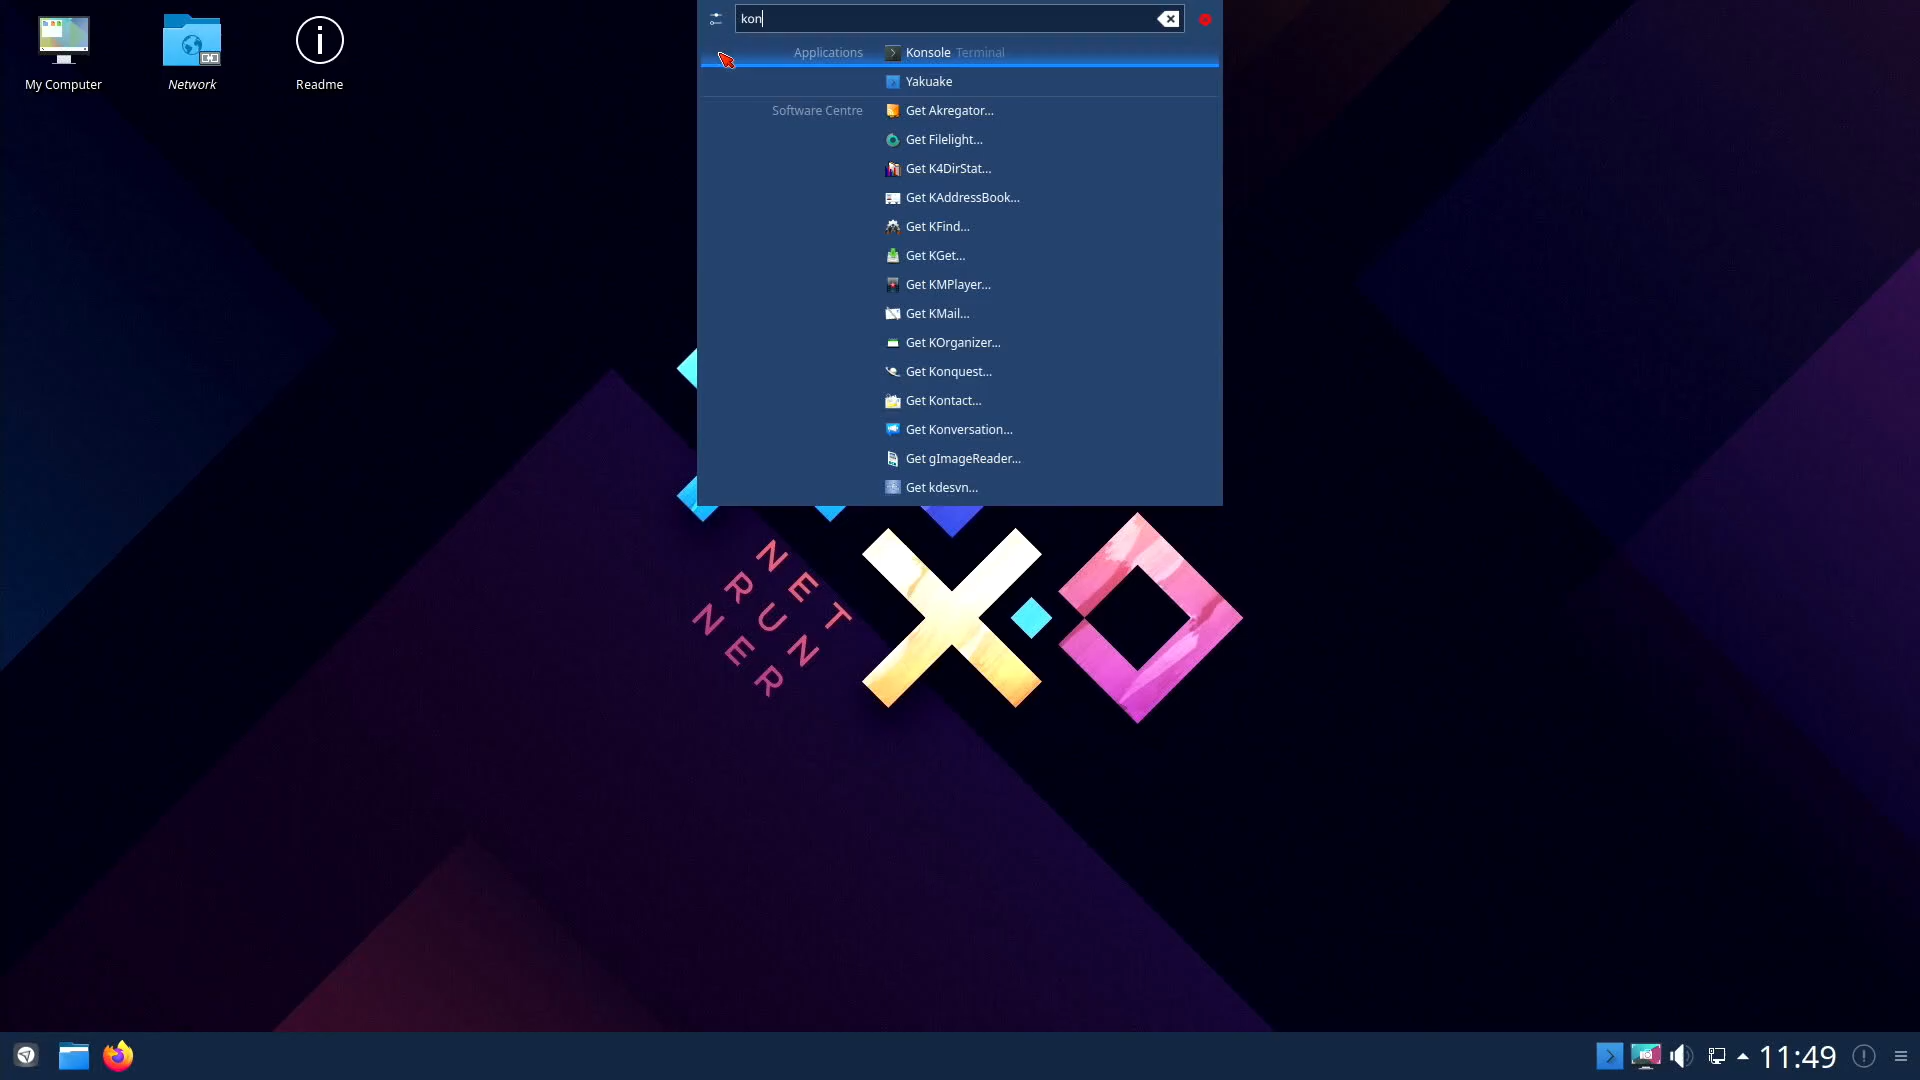 kon
Applications Konsole Terminal
Yakuake
Software Centre Get Akregator...
Get Filelight...
Get K4DirStat...
Get KAddressBook...
Get KFind...
Get KGet...
Get KMPlayer...
Get KMail...
Get KOrganizer...
Get Konquest...
Get Kontact...
Get Konversation...
Get gImageReader...
Get kdesvn...
My Computer
Network
Readme
NET
RUN
NER
11:49